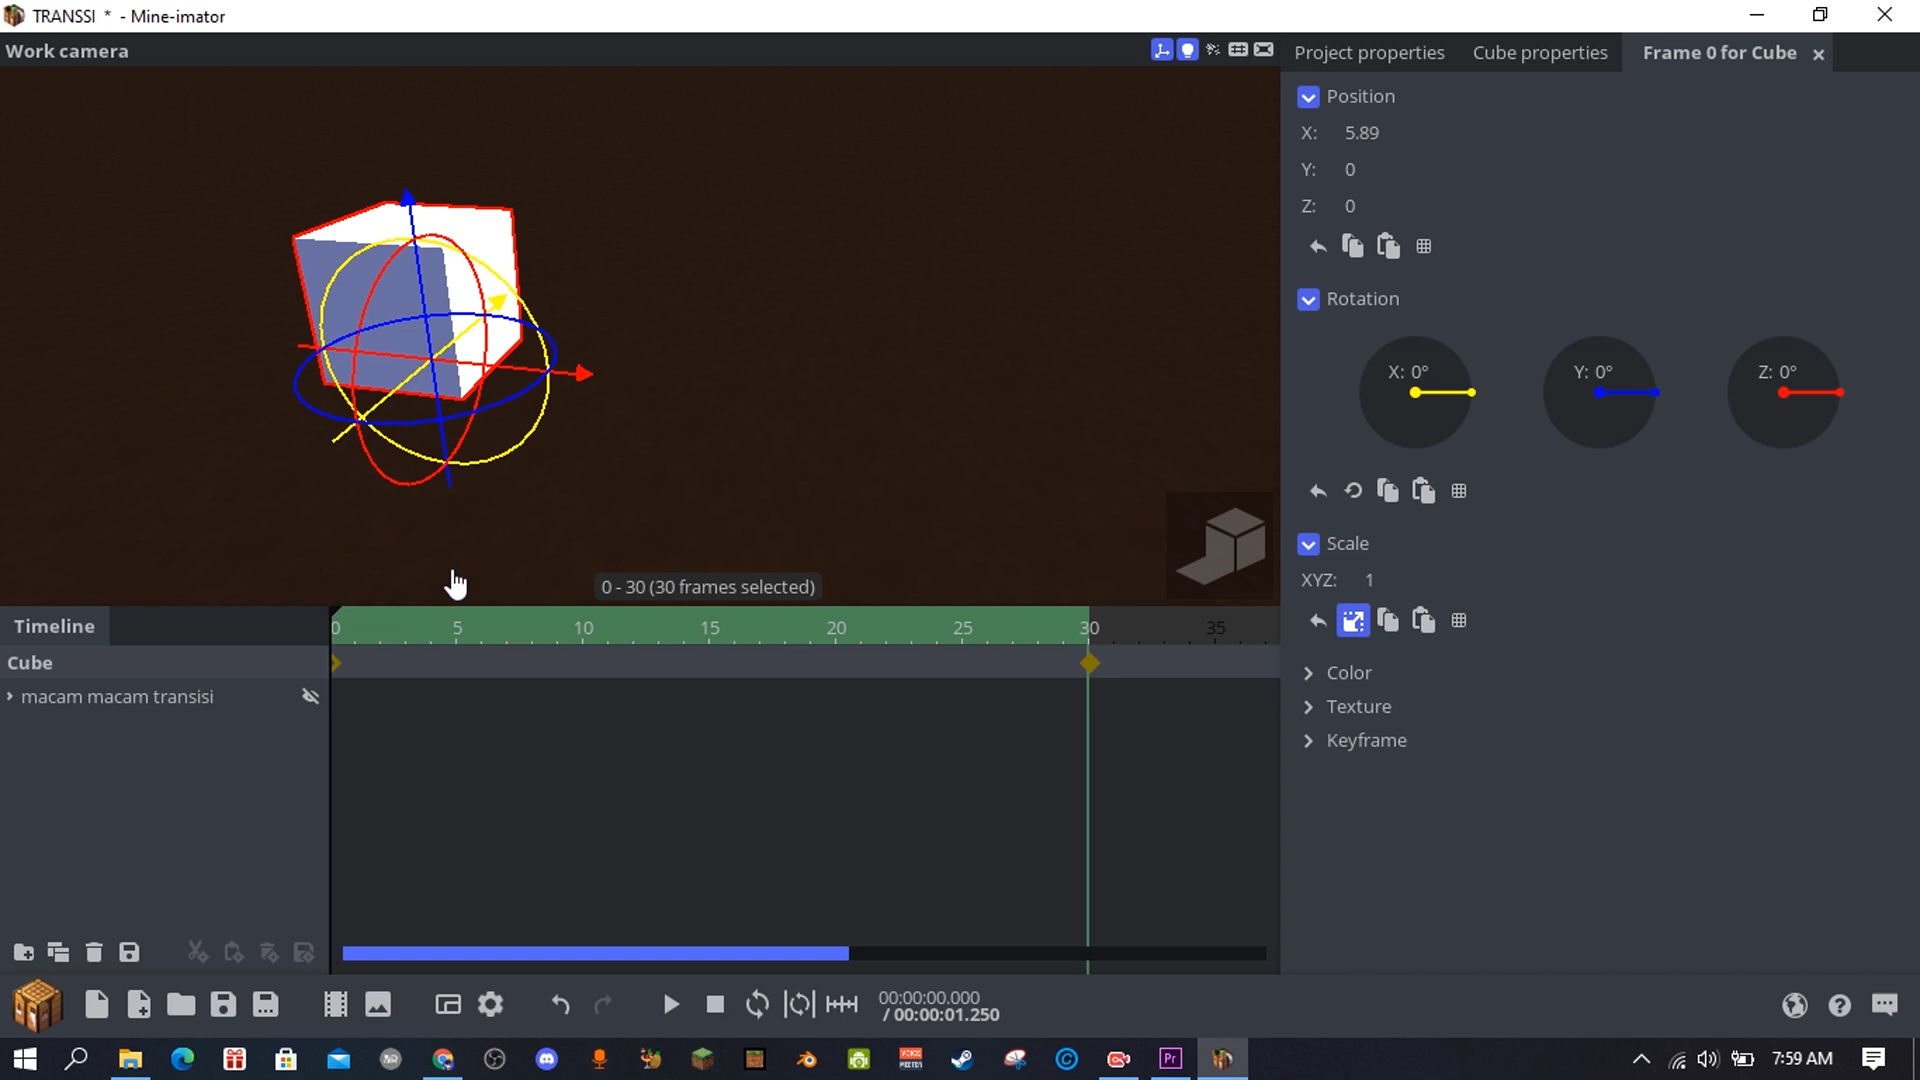 TRANSSI * - Mine-imator
Work camera
Project properties
Cube properties
Frame 0 for Cube
Position
X: 5.89
Y: 0
Z: 0
Rotation
X: 0°
Y: 0°
Z: 0°
Scale
XYZ: 1
Color
Texture
Keyframe
0 - 30 (30 frames selected)
Timeline
0 5 10 15 20 25 30 35
Cube
macam macam transisi
00:00:00.000
/ 00:00:01.250
Pr
7:59 AM